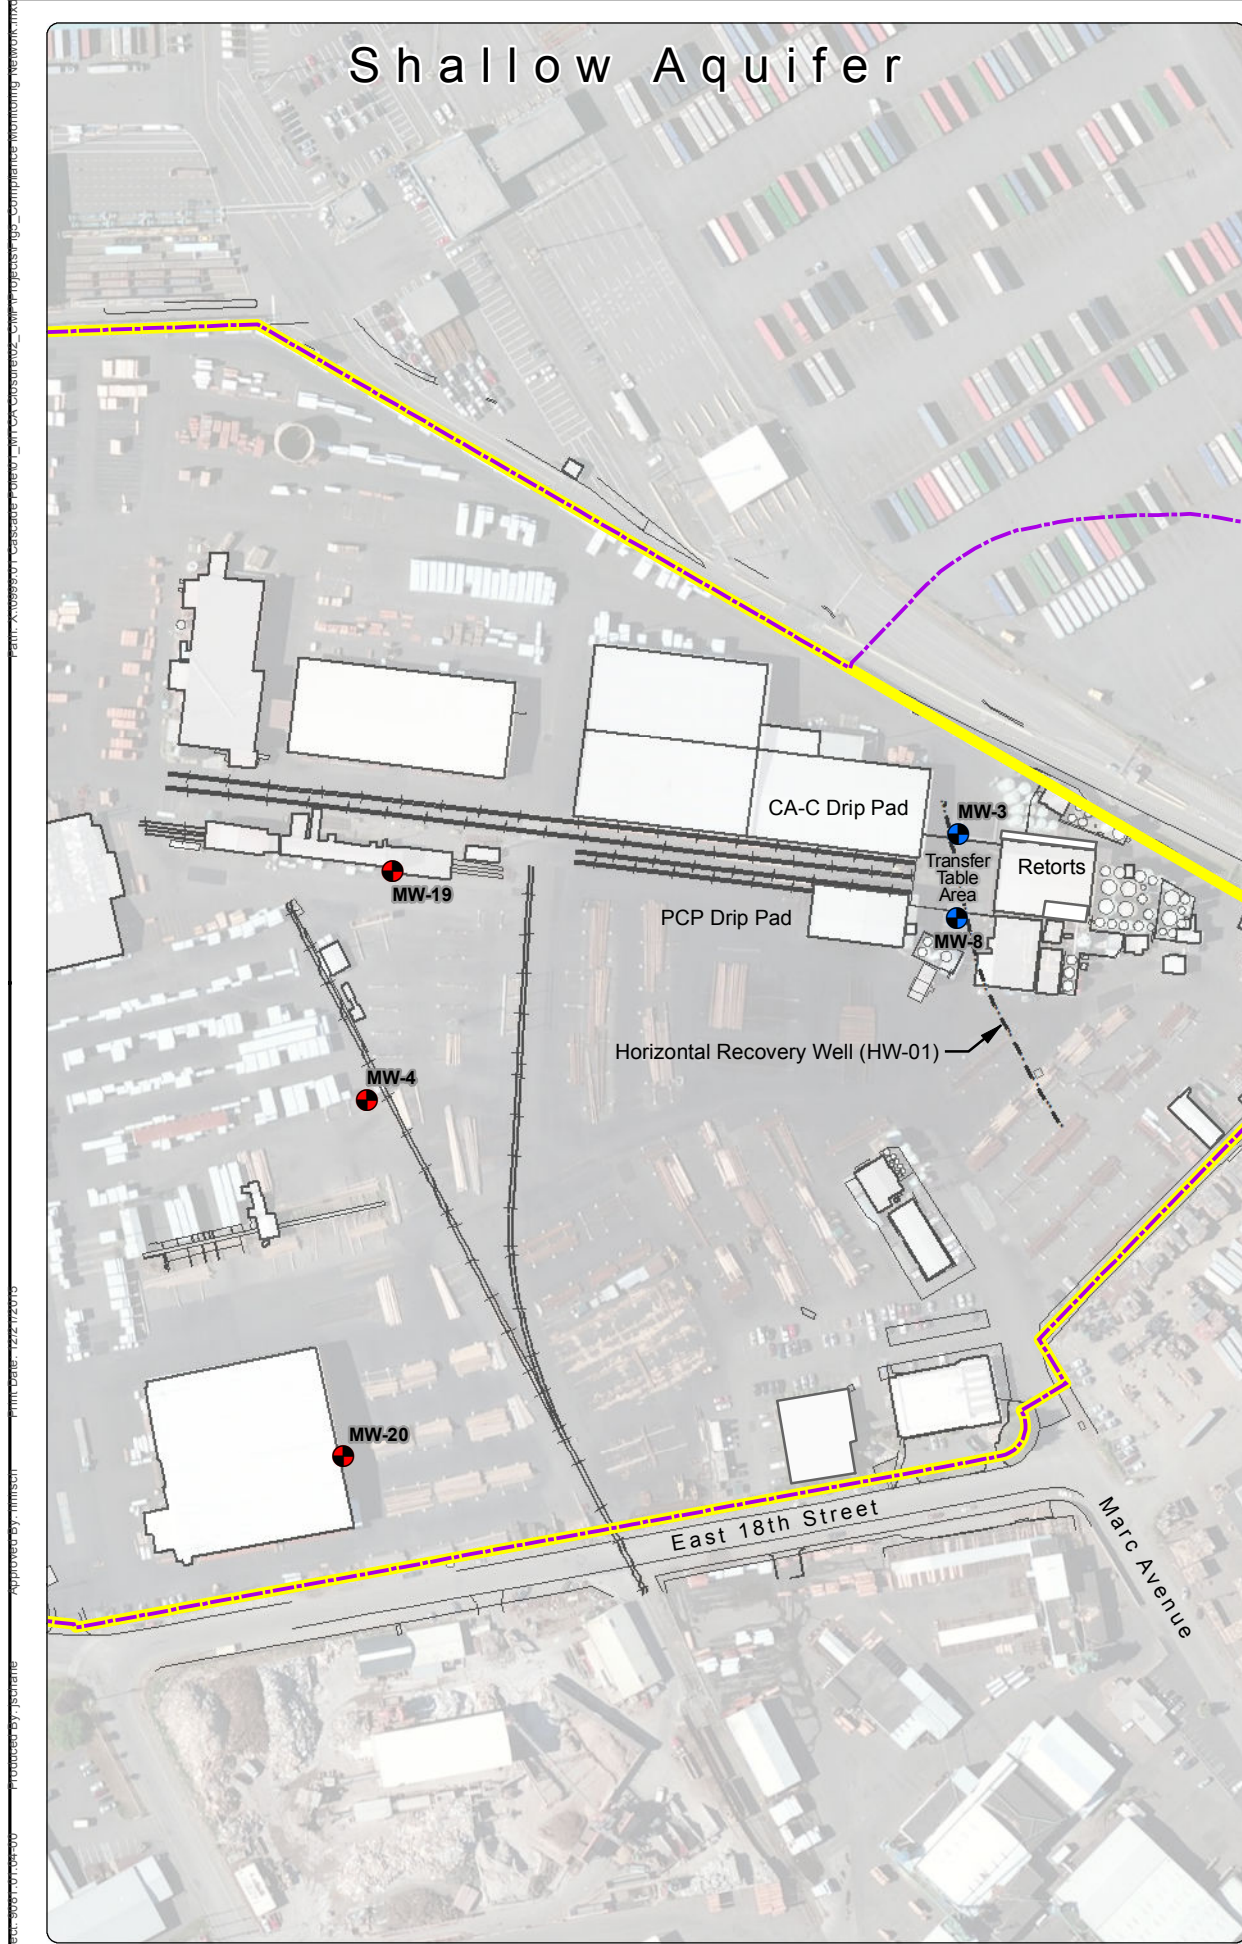 Shallow Aquifer
CA-C Drip Pad
MW-3
Transfer
Table
Area
Retorts
MW-19
PCP Drip Pad
MW-8
Horizontal Recovery Well (HW-01)
MW-4
MW-20
East 18th Street
Marc Avenue